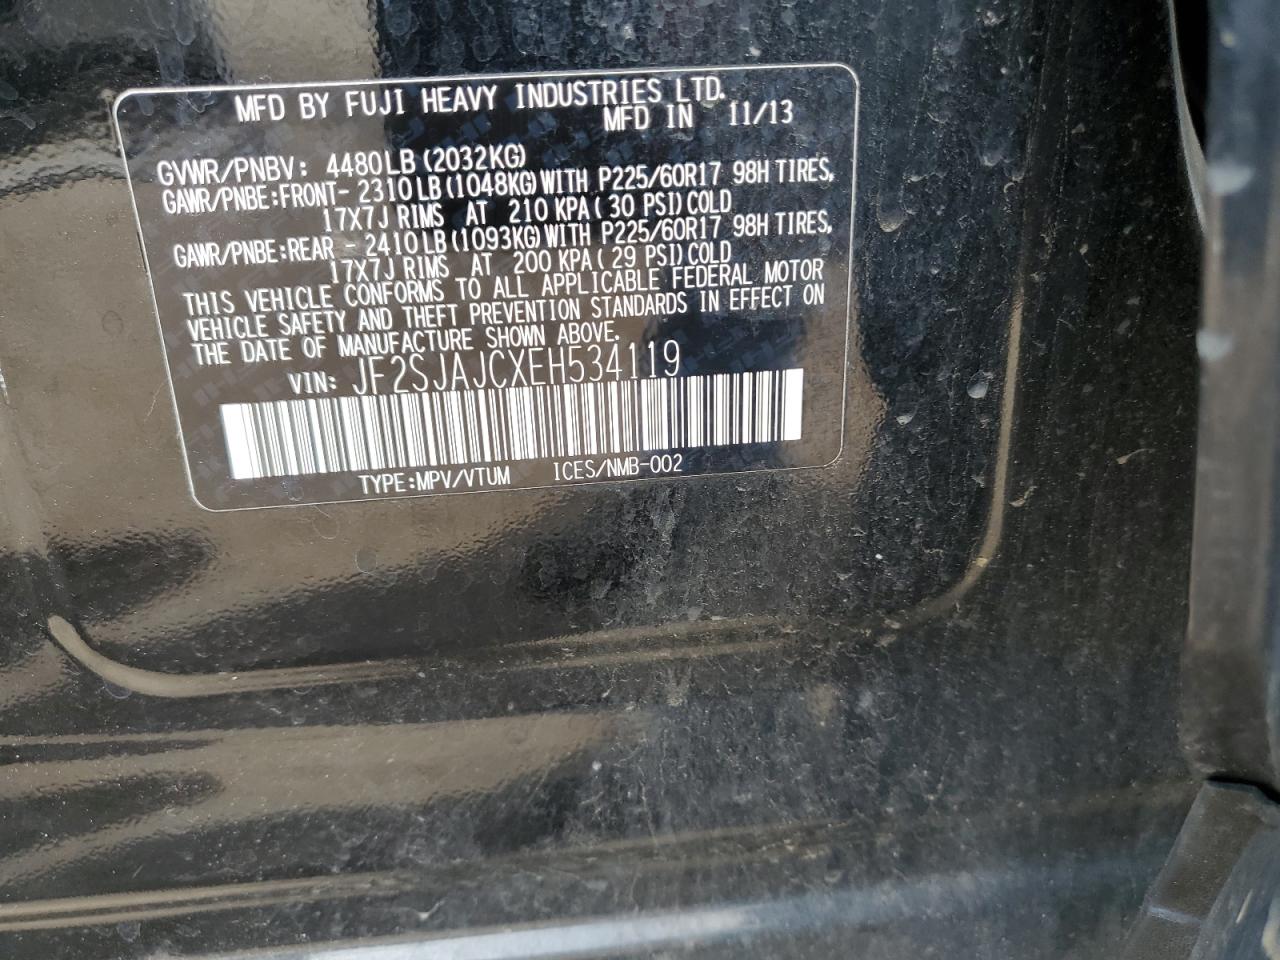 MFD BY FUJI HEAVY INDUSTRIES LTD.
MFD IN 11/13
GVWR/PNBV: 4480LB(2032KG)
GAWR/PNBE:FRONT- 2310LB(1048KG)WITH P225/60R17 98H TIRES,
17X7J RIMS AT 210 KPA(30 PSI)COLD
GAWR/PNBE:REAR - 2410LB(1093KG)WITH P225/60R17 98H TIRES,
17X7J RIMS AT 200 KPA(29 PSI)COLD
THIS VEHICLE CONFORMS TO ALL APPLICABLE FEDERAL MOTOR
VEHICLE SAFETY AND THEFT PREVENTION STANDARDS IN EFFECT ON
THE DATE OF MANUFACTURE SHOWN ABOVE.
VIN: JF2SJAJCXEH534119
TYPE:MPV/VTUM ICES/NMB-002